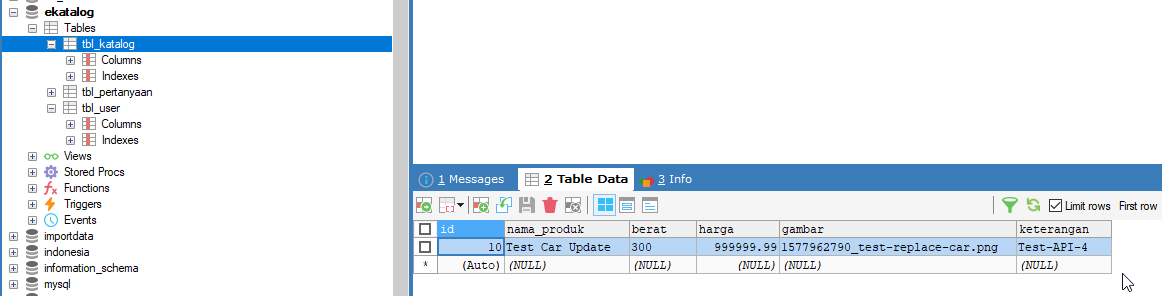 ekatalog
Tables
tbl_katalog
Columns
Indexes
tbl_pertanyaan
tbl_user
Columns
Indexes
Views
Stored Procs
Functions
Triggers
Events
importdata
indonesia
information_schema
mysql
1 Messages 2 Table Data 3 Info
Limit rows First row
id nama_produk berat harga gambar keterangan
10 Test Car Update 300 999999.99 1577962790_test-replace-car.png Test-API-4
* (Auto) (NULL) (NULL) (NULL) (NULL) (NULL)